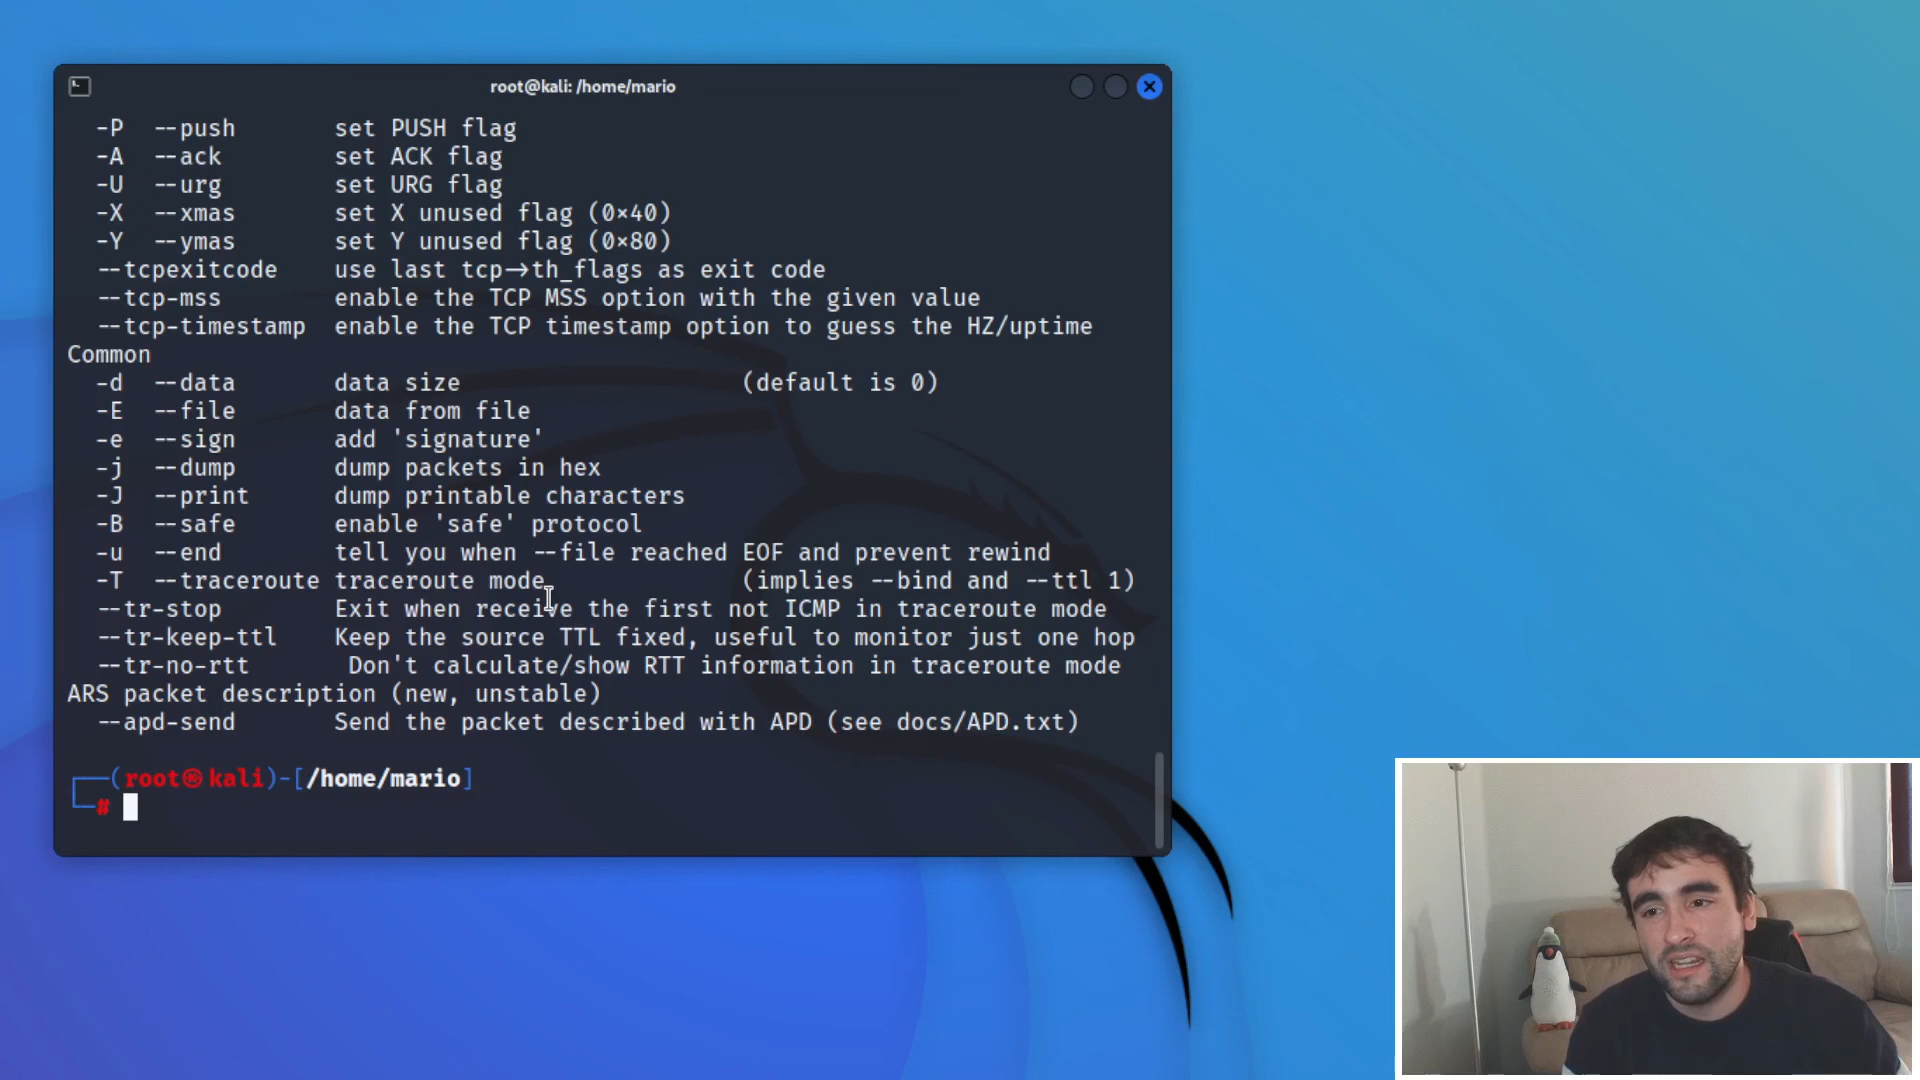 root@kali: /home/mario
-P --push set PUSH flag
-A --ack set ACK flag
-U --urg set URG flag
-X --xmas set X unused flag (0×40)
-Y --ymas set Y unused flag (0×80)
--tcpexitcode use last tcp→th_flags as exit code
--tcp-mss enable the TCP MSS option with the given value
--tcp-timestamp enable the TCP timestamp option to guess the HZ/uptime
Common
-d --data data size (default is 0)
-E --file data from file
-e --sign add 'signature'
-j --dump dump packets in hex
-J --print dump printable characters
-B --safe enable 'safe' protocol
-u --end tell you when --file reached EOF and prevent rewind
-T --traceroute traceroute mode (implies --bind and --ttl 1)
--tr-stop Exit when receive the first not ICMP in traceroute mode
--tr-keep-ttl Keep the source TTL fixed, useful to monitor just one hop
--tr-no-rtt Don't calculate/show RTT information in traceroute mode
ARS packet description (new, unstable)
--apd-send Send the packet described with APD (see docs/APD.txt)
┌──(root㉿kali)-[/home/mario]
└─#